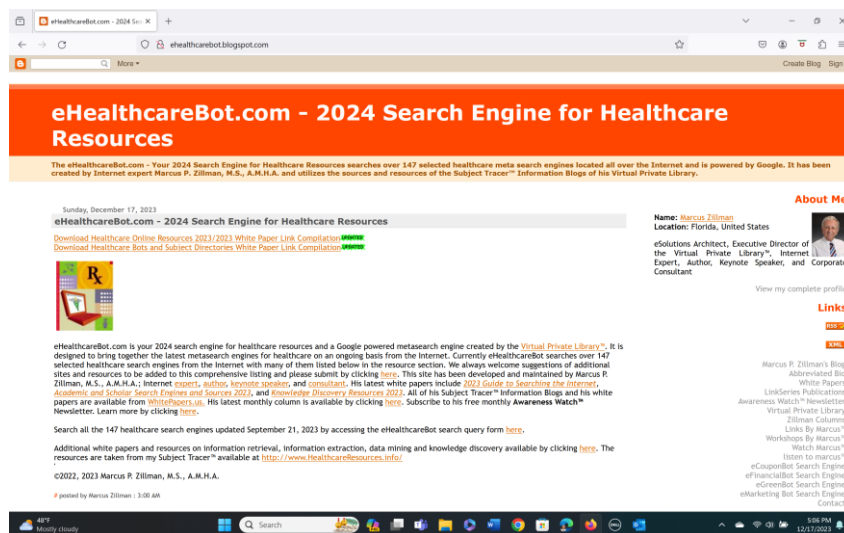 eHealthcareBot.com - 2024 Sea
ehealthcarebot.blogspot.com
More
Create Blog Sign
eHealthcareBot.com - 2024 Search Engine for Healthcare
Resources
The eHealthcareBot.com - Your 2024 Search Engine for Healthcare Resources searches over 147 selected healthcare meta search engines located all over the Internet and is powered by Google. It has been
created by Internet expert Marcus P. Zillman, M.S., A.M.H.A. and utilizes the sources and resources of the Subject Tracer™ Information Blogs of his Virtual Private Library.
Sunday, December 17, 2023
eHealthcareBot.com - 2024 Search Engine for Healthcare Resources
Download Healthcare Online Resources 2023/2023 White Paper Link Compilation UPDATED
Download Healthcare Bots and Subject Directories White Paper Link Compilation UPDATED
Rx
eHealthcareBot.com is your 2024 search engine for healthcare resources and a Google powered metasearch engine created by the Virtual Private Library™. It is
designed to bring together the latest metasearch engines for healthcare on an ongoing basis from the Internet. Currently eHealthcareBot searches over 147
selected healthcare search engines from the Internet with many of them listed below in the resource section. We always welcome suggestions of additional
sites and resources to be added to this comprehensive listing and please submit by clicking here. This site has been developed and maintained by Marcus P.
Zillman, M.S., A.M.H.A.; Internet expert, author, keynote speaker, and consultant. His latest white papers include 2023 Guide to Searching the Internet,
Academic and Scholar Search Engines and Sources 2023, and Knowledge Discovery Resources 2023. All of his Subject Tracer™ Information Blogs and his white
papers are available from WhitePapers.us. His latest monthly column is available by clicking here. Subscribe to his free monthly Awareness Watch™
Newsletter. Learn more by clicking here.
Search all the 147 healthcare search engines updated September 21, 2023 by accessing the eHealthcareBot search query form here.
Additional white papers and resources on information retrieval, information extraction, data mining and knowledge discovery available by clicking here. The
resources are taken from my Subject Tracer™ available at http://www.HealthcareResources.info/
©2022, 2023 Marcus P. Zillman, M.S., A.M.H.A.
# posted by Marcus Zillman : 3:00 AM
About Me
Name: Marcus Zillman
Location: Florida, United States
eSolutions Architect, Executive Director of
the Virtual Private Library™, Internet
Expert, Author, Keynote Speaker, and Corporate
Consultant
View my complete profile
Links
RSS
XML
Marcus P. Zillman's Blog
Abbreviated Bio
White Papers
LinkSeries Publications
Awareness Watch™ Newsletter
Virtual Private Library
Zillman Columns
Links By Marcus™
Workshops By Marcus™
Watch Marcus™
listen to marcus™
eCouponBot Search Engine
eFinancialBot Search Engine
eGreenBot Search Engine
eMarketing Bot Search Engine
Contact
48°F
Mostly cloudy
Search
5:06 PM
12/17/2023